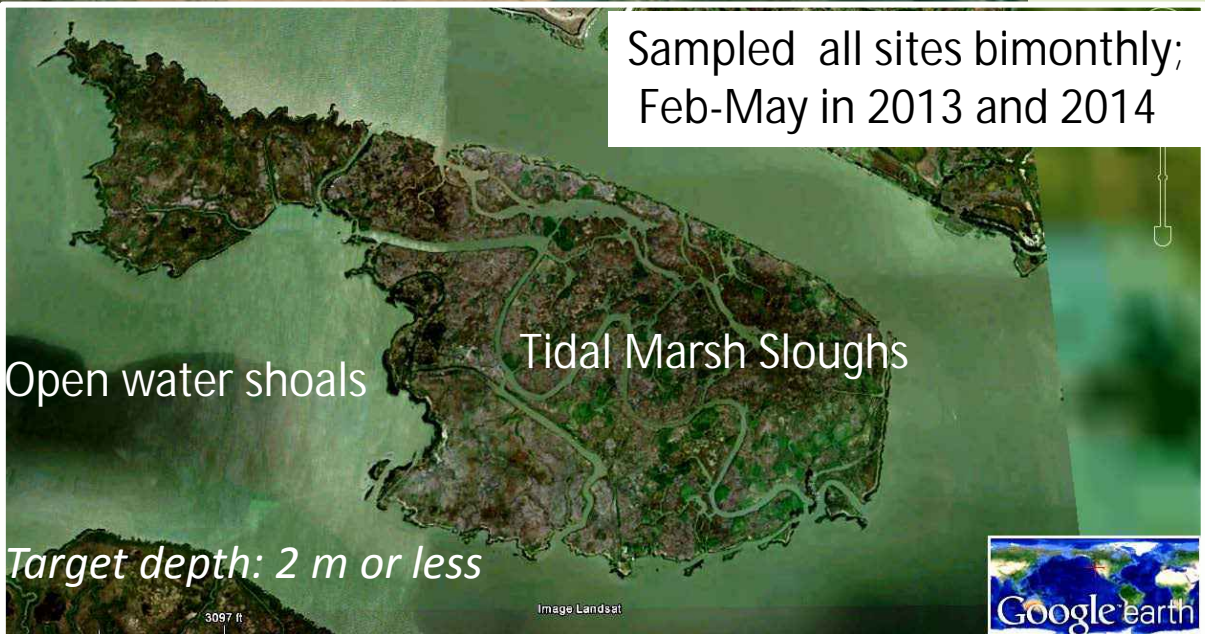 Sampled all sites bimonthly;
Feb-May in 2013 and 2014
Tidal Marsh Sloughs
Open water shoals
Target depth: 2 m or less
3097 ft
Image Landsat
Google earth